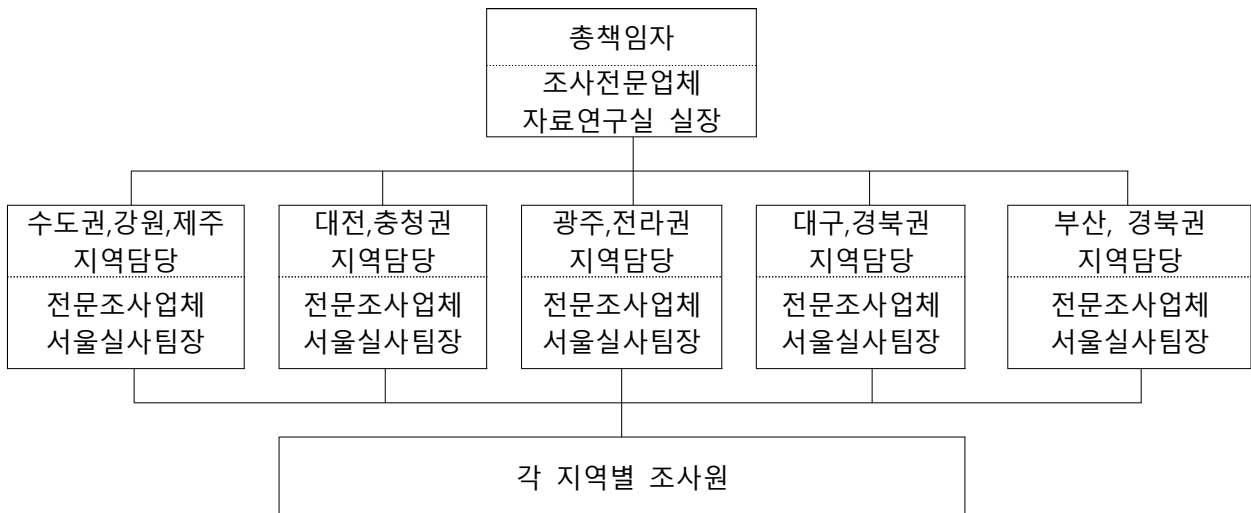 총책임자
조사전문업체
자료연구실 실장
수도권,강원,제주
지역담당
전문조사업체
서울실사팀장
대전,충청권
지역담당
전문조사업체
서울실사팀장
광주,전라권
지역담당
전문조사업체
서울실사팀장
대구,경북권
지역담당
전문조사업체
서울실사팀장
부산, 경북권
지역담당
전문조사업체
서울실사팀장
각 지역별 조사원